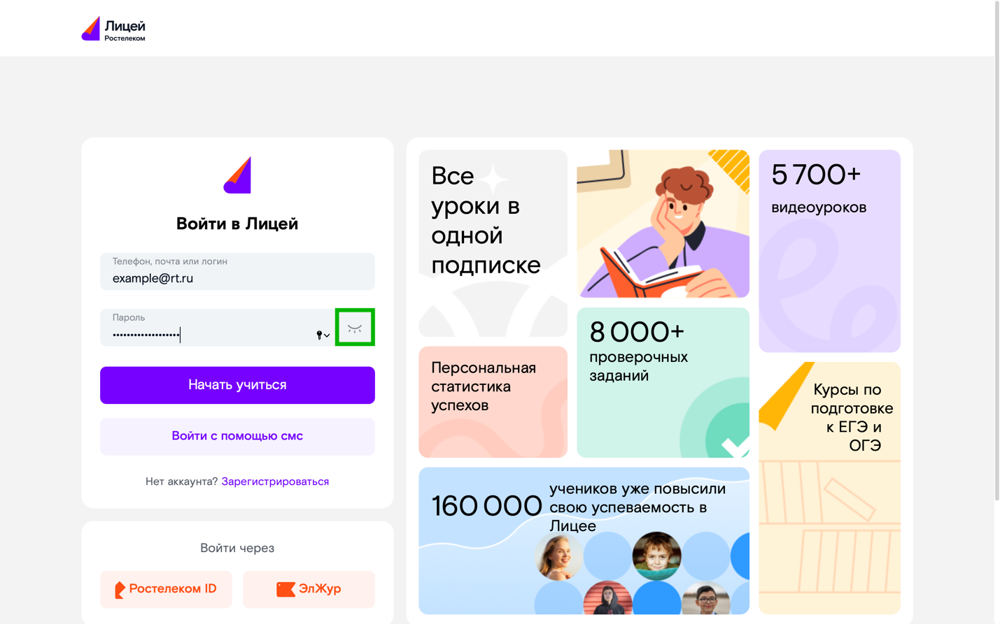 Лицей
Ростелеком
Войти в Лицей
Телефон, почта или логин
example@rt.ru
Пароль
Начать учиться
Войти с помощью смс
Нет аккаунта? Зарегистрироваться
Войти через
Ростелеком ID
ЭлЖур
Все
уроки в
одной
подписке
5 700+
видеоуроков
8 000+
проверочных
заданий
Персональная
статистика
успехов
Курсы по
подготовке
к ЕГЭ и
ОГЭ
160 000
учеников уже повысили
свою успеваемость в
Лицее